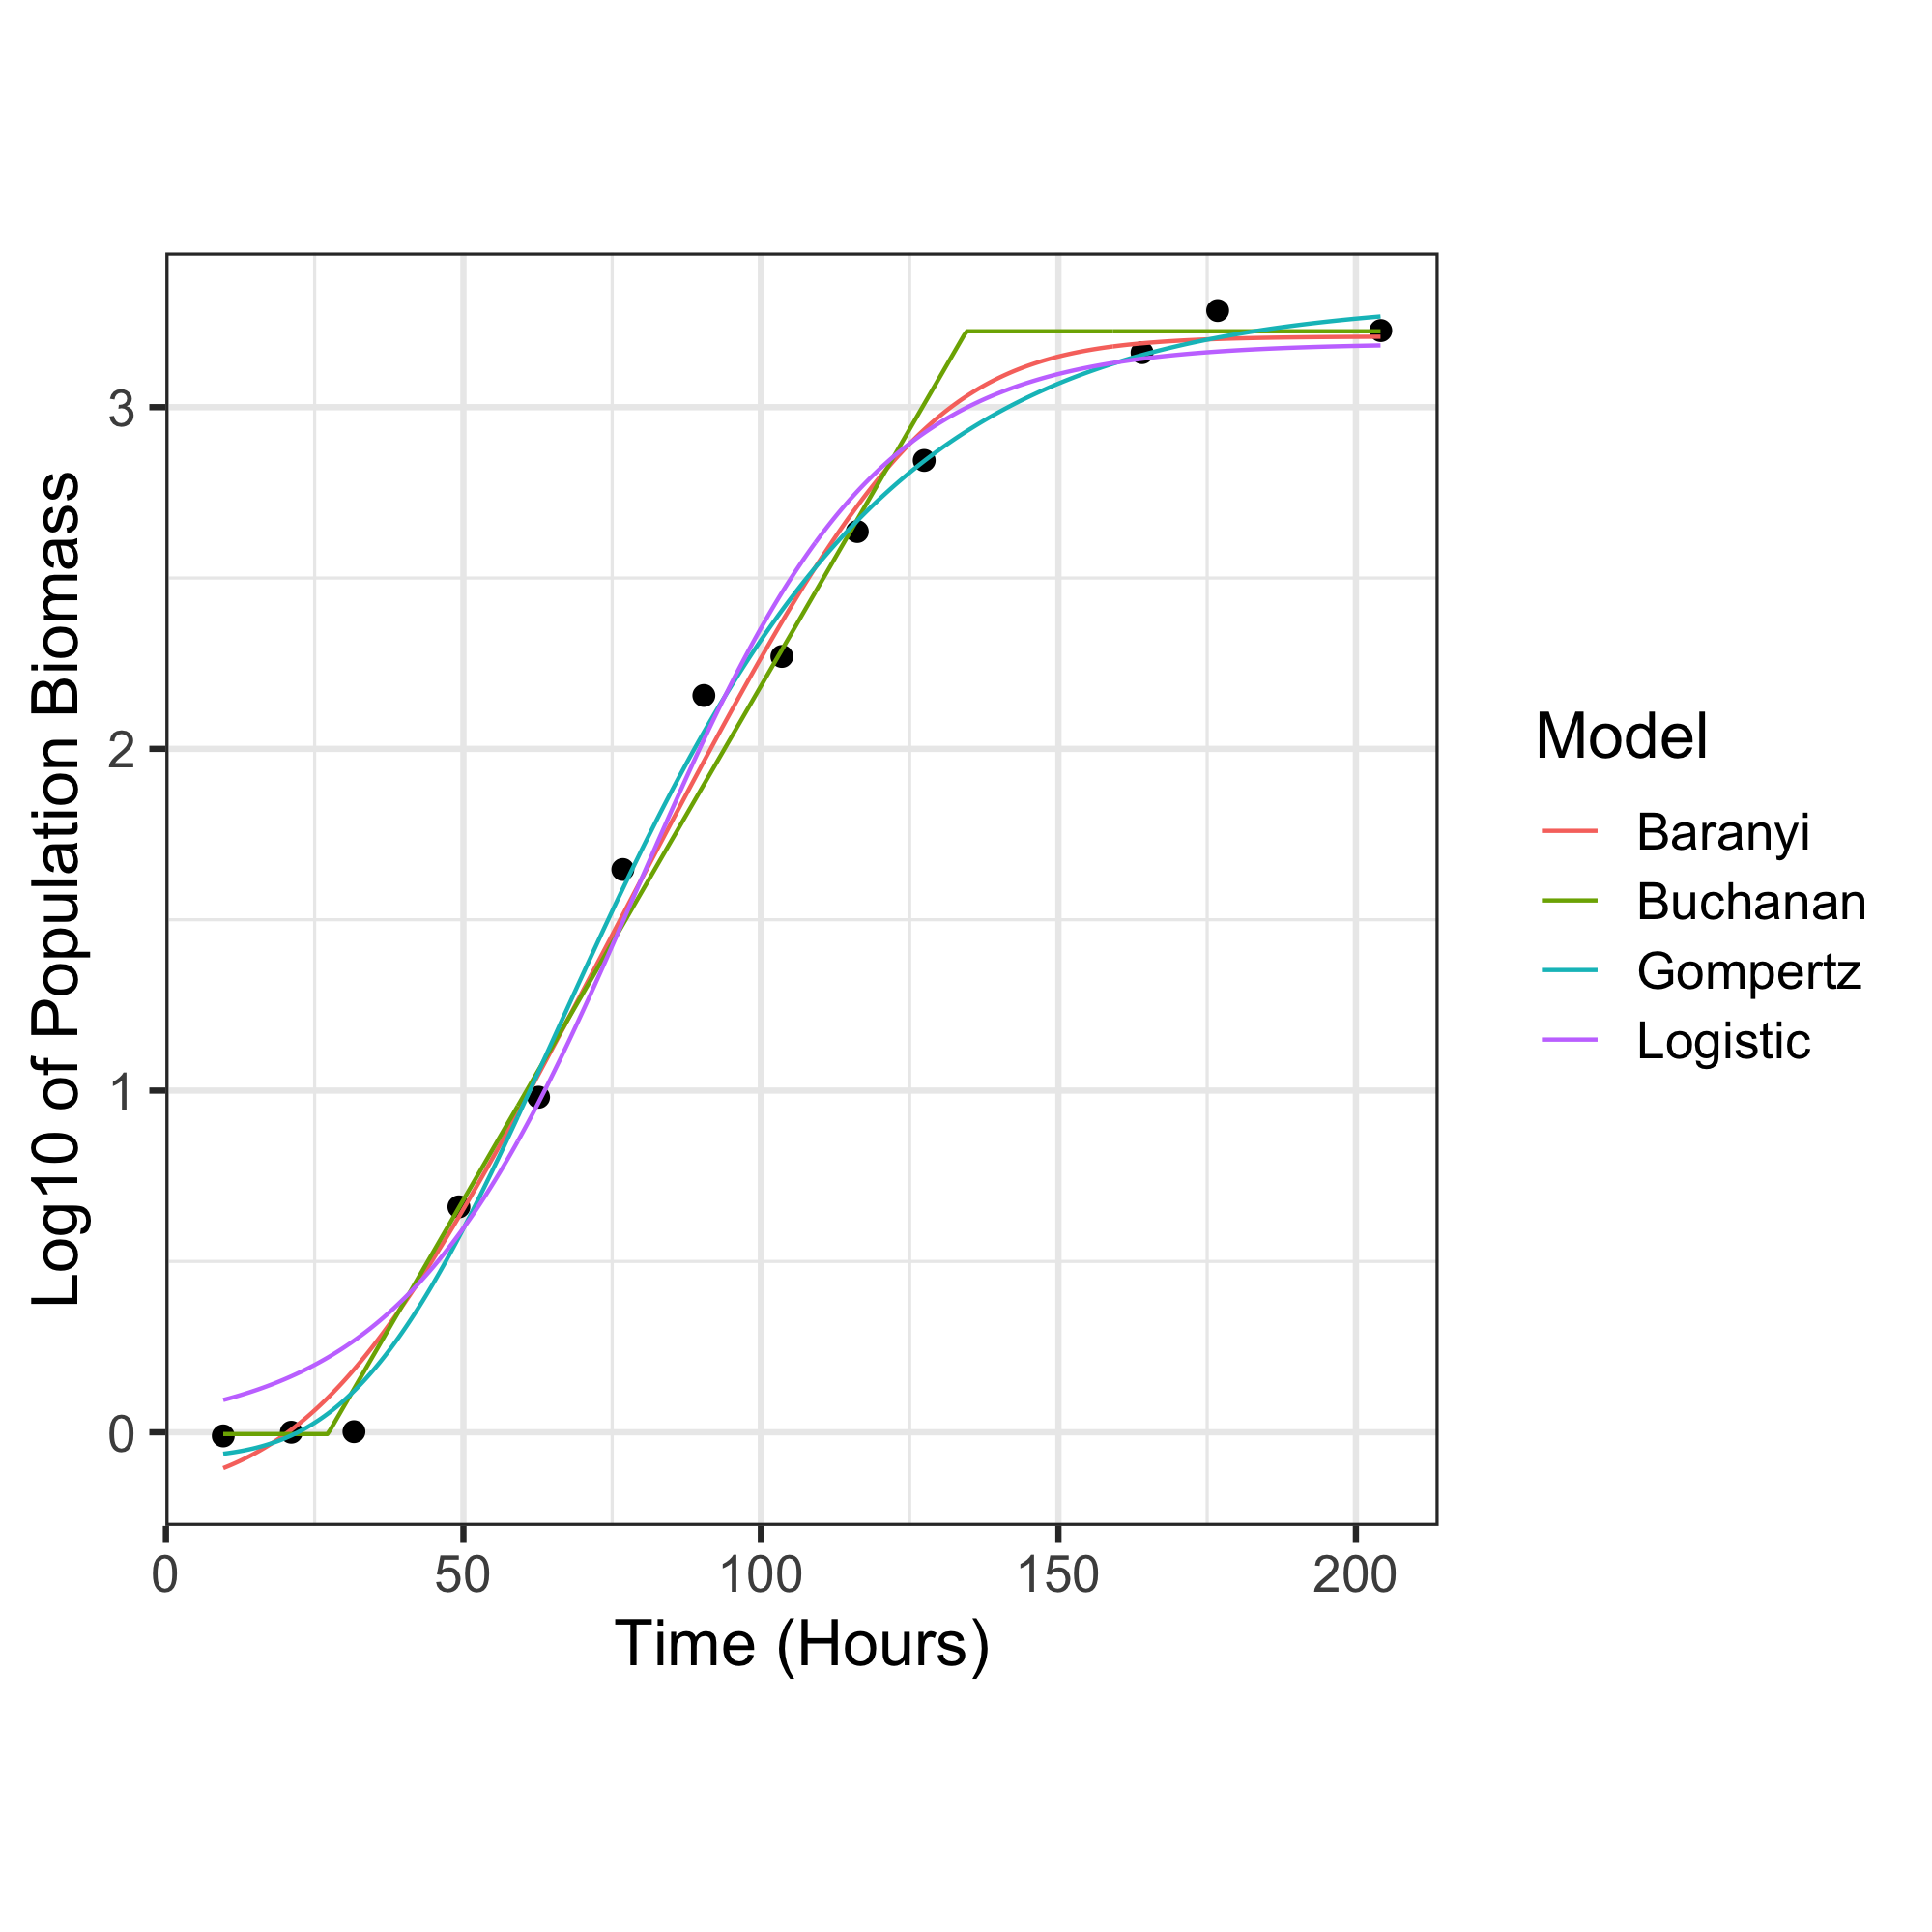 Log10 of Population Biomass
3
2
1
0
0 50 100 150 200
Time (Hours)
Model
Baranyi
Buchanan
Gompertz
Logistic